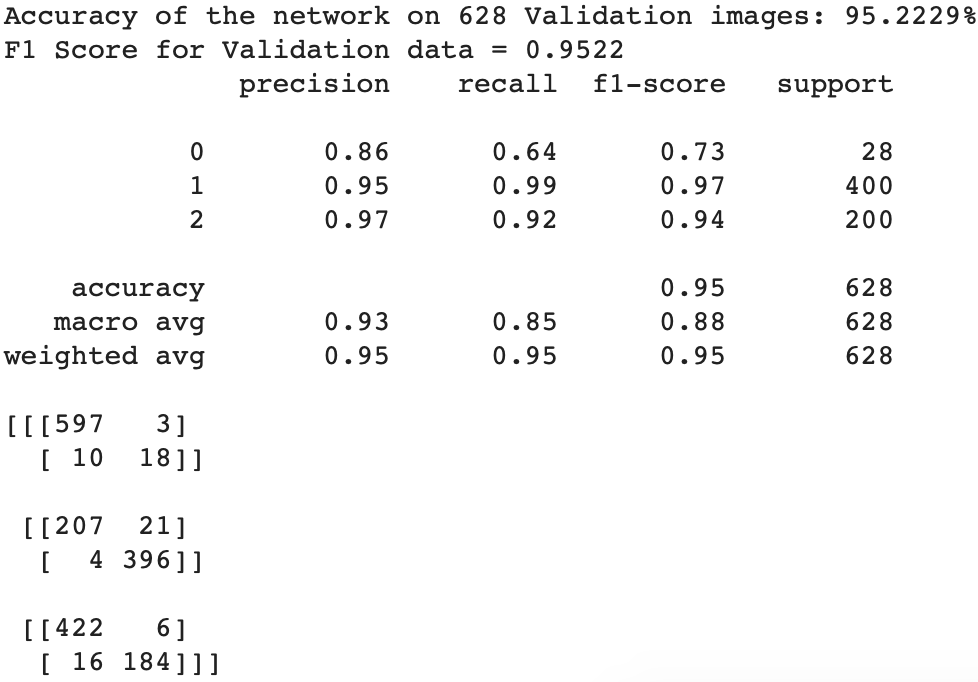 Accuracy of the network on 628 Validation images: 95.2229%
F1 Score for Validation data = 0.9522
              precision    recall  f1-score   support

           0       0.86      0.64      0.73        28
           1       0.95      0.99      0.97       400
           2       0.97      0.92      0.94       200

    accuracy                           0.95       628
   macro avg       0.93      0.85      0.88       628
weighted avg       0.95      0.95      0.95       628

[[[597   3]
  [ 10  18]]

 [[207  21]
  [  4 396]]

 [[422   6]
  [ 16 184]]]